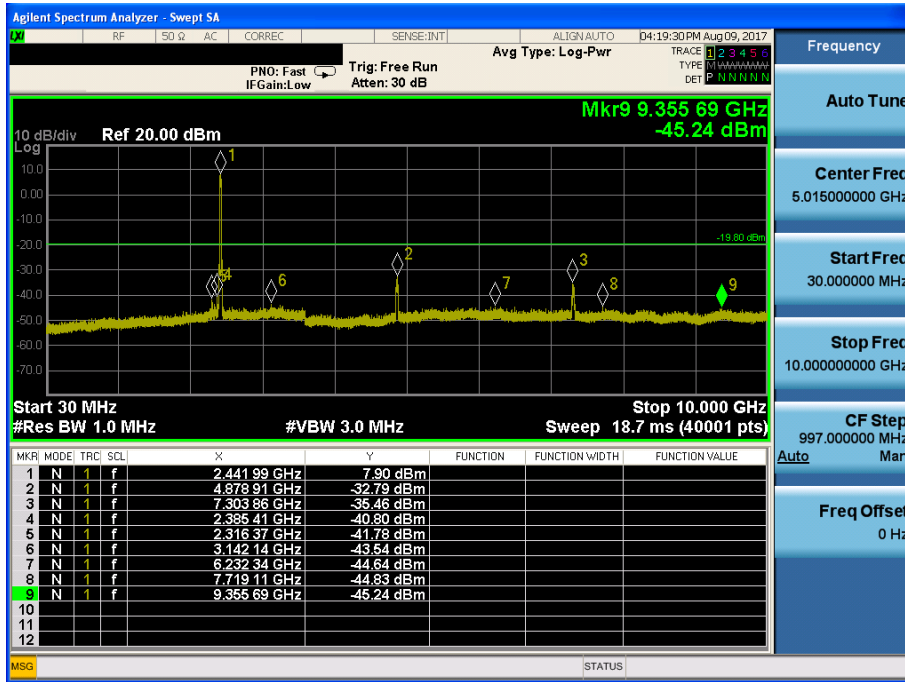 Agilent Spectrum Analyzer - Swept SA
LXI RF 50 Ω AC CORREC SENSE:INT ALIGN AUTO 04:19:30 PM Aug 09, 2017
PNO: Fast Trig: Free Run Avg Type: Log-Pwr TRACE 1 2 3 4 5 6
IFGain:Low Atten: 30 dB TYPE M WWWWW
DET P N N N N N
Mkr9 9.355 69 GHz
-45.24 dBm
10 dB/div Ref 20.00 dBm
Log
10.0
0.00
-10.0
-20.0
-30.0
-40.0
-50.0
-60.0
-70.0
-19.80 dBm
1
2
3
4
6
7
8
9
Start 30 MHz Stop 10.000 GHz
#Res BW 1.0 MHz #VBW 3.0 MHz Sweep 18.7 ms (40001 pts)
MKR MODE TRC SCL X Y FUNCTION FUNCTION WIDTH FUNCTION VALUE
1 N 1 f 2.441 99 GHz 7.90 dBm
2 N 1 f 4.878 91 GHz -32.79 dBm
3 N 1 f 7.303 86 GHz -35.46 dBm
4 N 1 f 2.385 41 GHz -40.80 dBm
5 N 1 f 2.316 37 GHz -41.78 dBm
6 N 1 f 3.142 14 GHz -43.54 dBm
7 N 1 f 6.232 34 GHz -44.64 dBm
8 N 1 f 7.719 11 GHz -44.83 dBm
9 N 1 f 9.355 69 GHz -45.24 dBm
10
11
12
MSG STATUS
Frequency
Auto Tune
Center Freq
5.015000000 GHz
Start Freq
30.000000 MHz
Stop Freq
10.000000000 GHz
CF Step
997.000000 MHz
Auto Man
Freq Offset
0 Hz